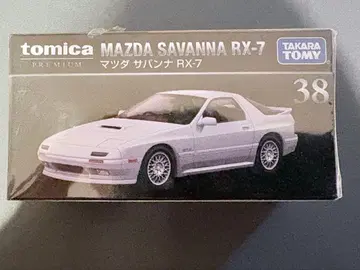 tomica MAZDA SAVANNA RX-7
PREMIUM マツダ サバンナ RX-7
TAKARA TOMY
38